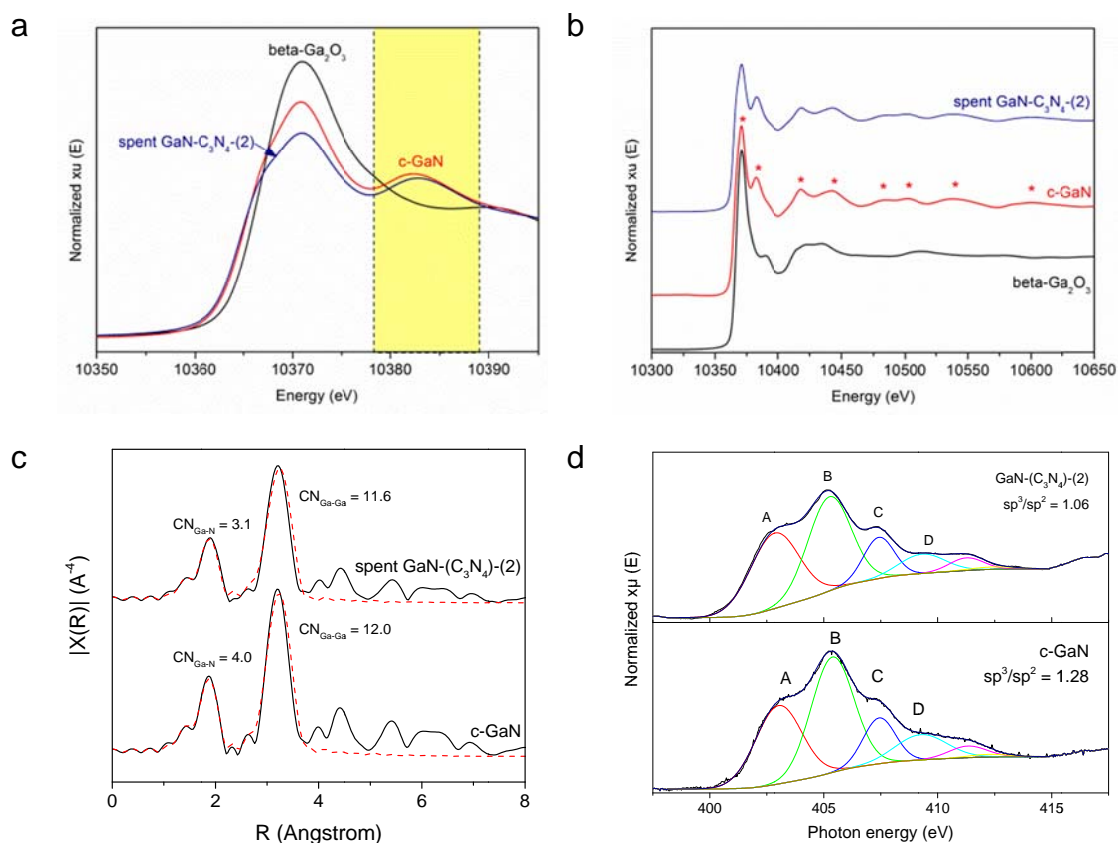 a
beta-Ga₂O₃
spent GaN-C₃N₄-(2)
c-GaN
Normalized xu (E)
10350 10360 10370 10380 10390
Energy (eV)
b
spent GaN-C₃N₄-(2)
* * * * * * * *
c-GaN
beta-Ga₂O₃
Normalized xu (E)
10300 10350 10400 10450 10500 10550 10600 10650
Energy (eV)
c
CN_Ga-Ga = 11.6
CN_Ga-N = 3.1
spent GaN-(C₃N₄)-(2)
CN_Ga-Ga = 12.0
CN_Ga-N = 4.0
c-GaN
|X(R)| (A⁻⁴)
0 2 4 6 8
R (Angstrom)
d
GaN-(C₃N₄)-(2)
sp³/sp² = 1.06
A B C D
c-GaN
sp³/sp² = 1.28
A B C D
Normalized xμ (E)
400 405 410 415
Photon energy (eV)